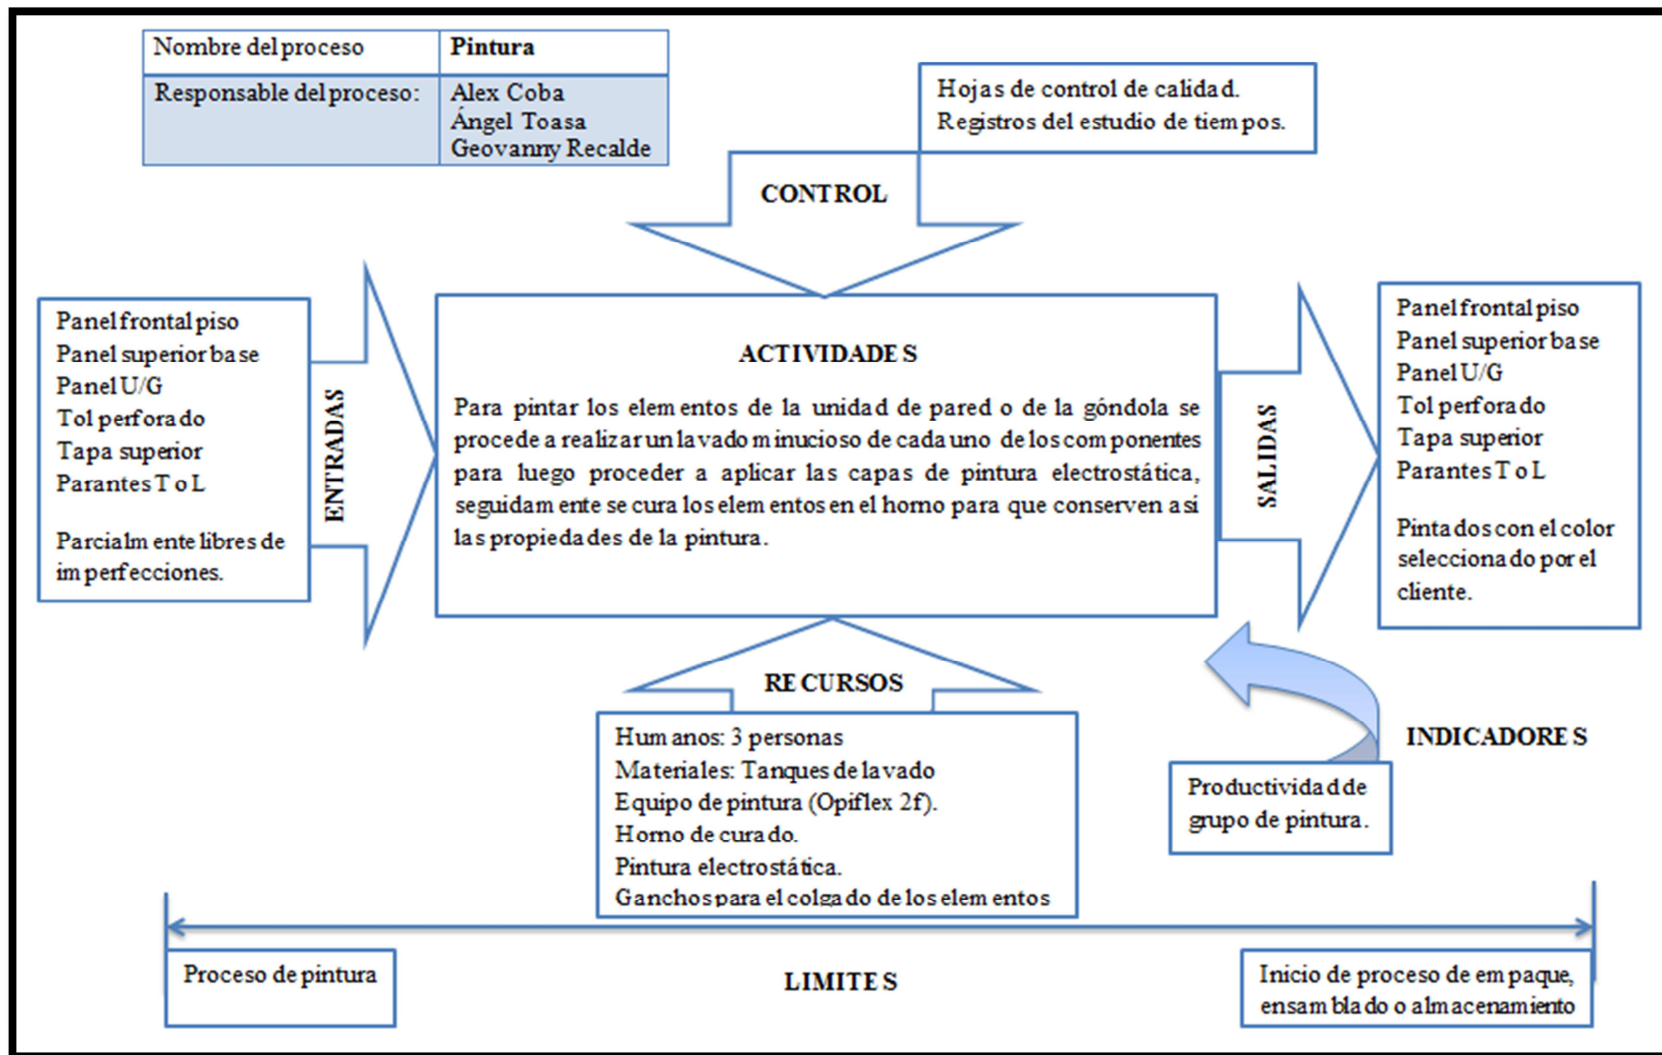 Nombre del proceso
Pintura
Responsable del proceso:
Alex Coba
Ángel Toasa
Geovanny Recalde
Hojas de control de calidad.
Registros del estudio de tiempos.
CONTROL
Panel frontal piso
Panel superior base
Panel U/G
Tol perforado
Tapa superior
Parantes T o L
Parcialmente libres de
imperfecciones.
ENTRADAS
ACTIVIDADES
Para pintar los elementos de la unidad de pared o de la góndola se
procede a realizar un lavado minucioso de cada uno de los componentes
para luego proceder a aplicar las capas de pintura electrostática,
seguidamente se cura los elementos en el horno para que conserven así
las propiedades de la pintura.
SALIDAS
Panel frontal piso
Panel superior base
Panel U/G
Tol perforado
Tapa superior
Parantes T o L
Pintados con el color
seleccionado por el
cliente.
RECURSOS
Humanos: 3 personas
Materiales: Tanques de lavado
Equipo de pintura (Opiflex 2f).
Horno de curado.
Pintura electrostática.
Ganchos para el colgado de los elementos
INDICADORES
Productividad de
grupo de pintura.
Proceso de pintura
LIMITES
Inicio de proceso de empaque,
ensamblado o almacenamiento